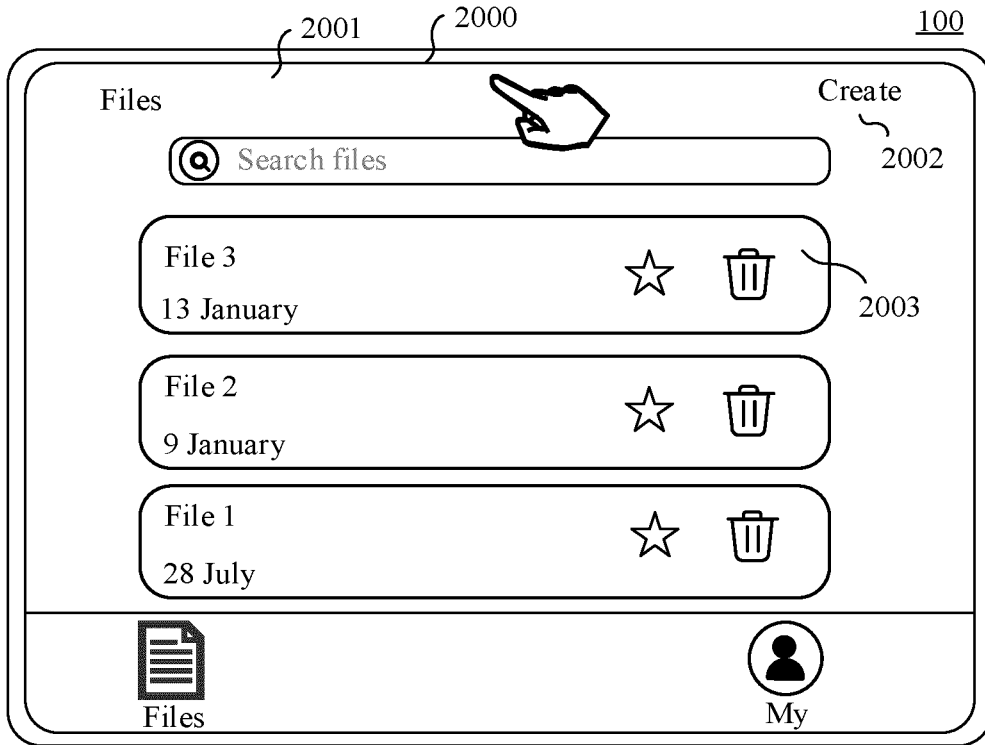 2001
2000
100
Files
Create
2002
Search files
File 3
13 January
2003
File 2
9 January
File 1
28 July
Files
My